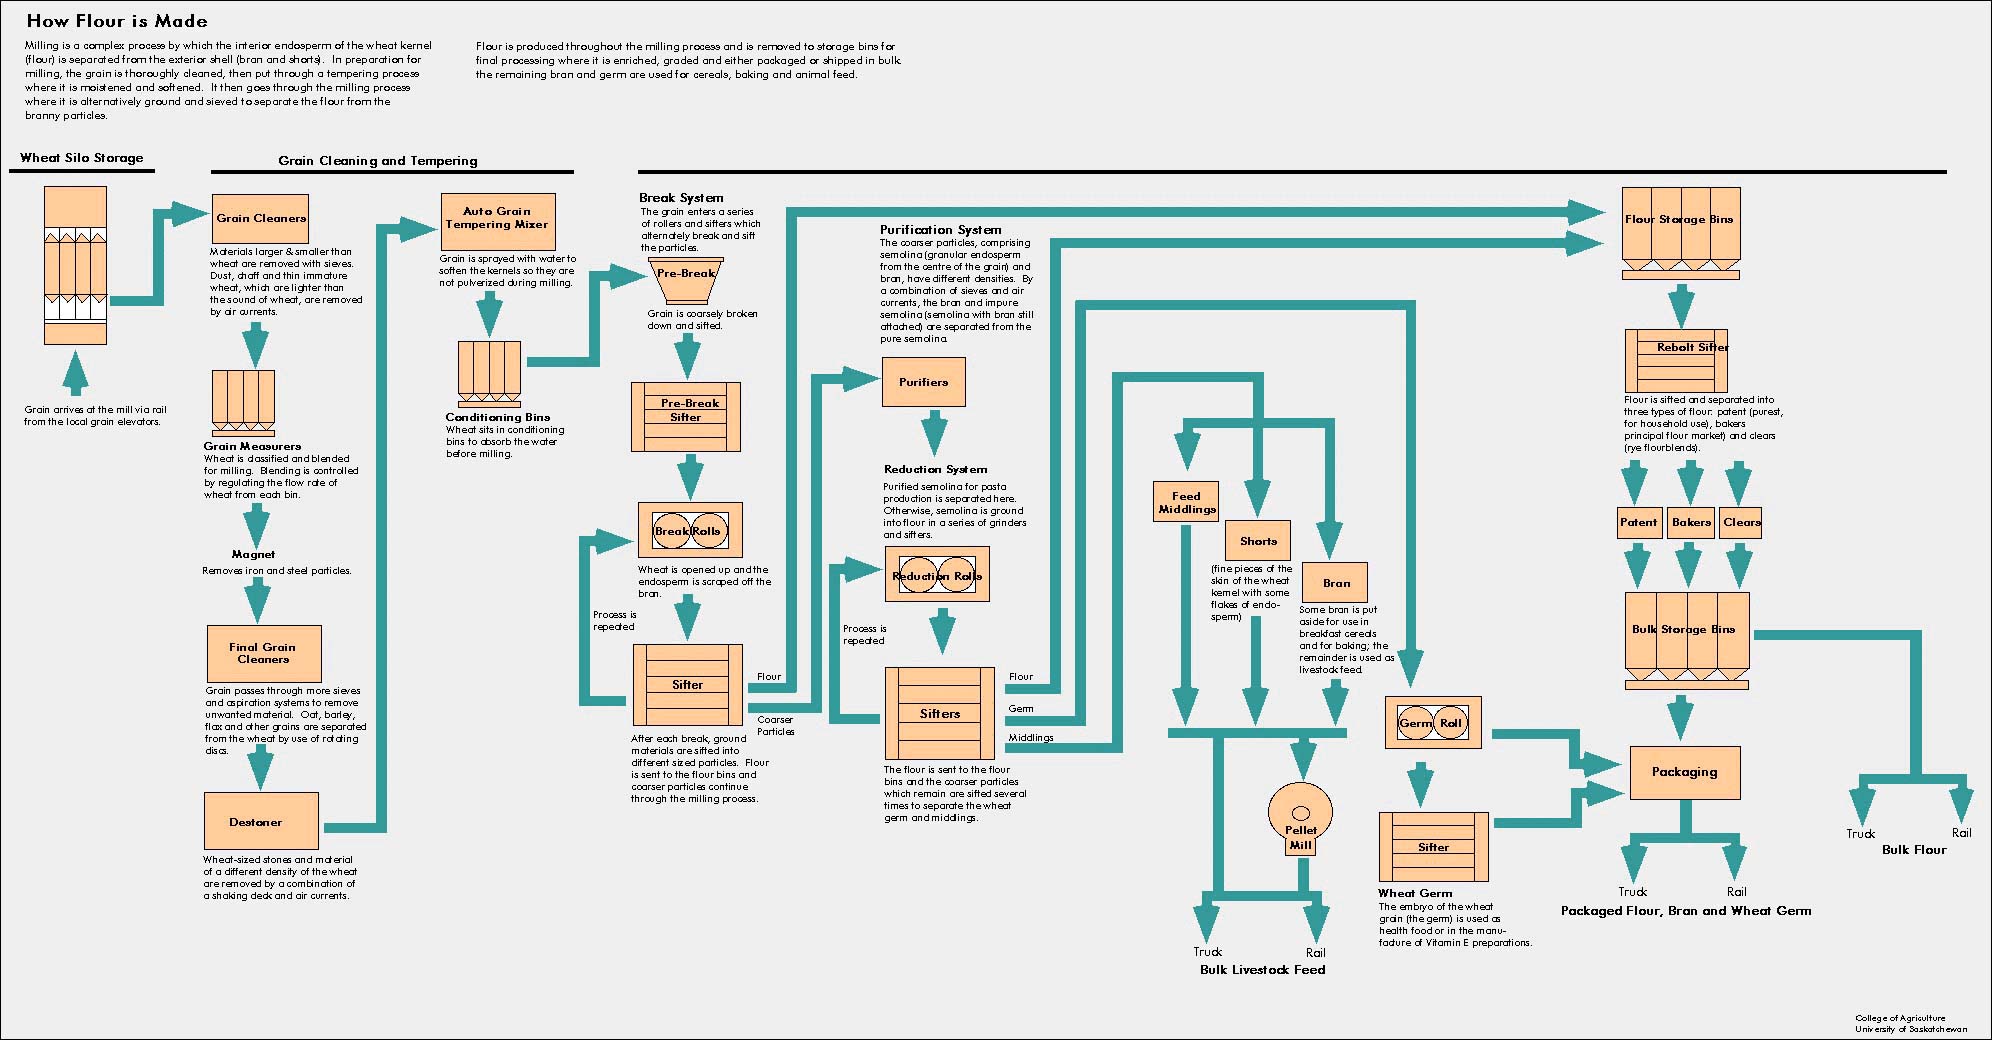 How Flour is Made
Milling is a complex process by which the interior endosperm of the wheat kernel
(flour) is separated from the exterior shell (bran and shorts).  In preparation for
milling, the grain is thoroughly cleaned, then put through a tempering process
where it is moistened and softened.  It then goes through the milling process
where it is alternatively ground and sieved to separate the flour from the
branny particles.
Flour is produced throughout the milling process and is removed to storage bins for
final processing where it is enriched, graded and either packaged or shipped in bulk
the remaining bran and germ are used for cereals, baking and animal feed.
Wheat Silo Storage
Grain arrives at the mill via rail
from the local grain elevators.
Grain Cleaning and Tempering
Grain Cleaners
Materials larger & smaller than
wheat are removed with sieves.
Dust, chaff and thin immature
wheat, which are lighter than
the sound of wheat, are removed
by air currents.
Grain Measurers
Wheat is classified and blended
for milling.  Blending is controlled
by regulating the flow rate of
wheat from each bin.
Magnet
Removes iron and steel particles.
Final Grain
Cleaners
Grain passes through more sieves
and aspiration systems to remove
unwanted material.  Oat, barley,
flax and other grains are separated
from the wheat by use of rotating
discs.
Destoner
Wheat-sized stones and material
of a different density of the wheat
are removed by a combination of
a shaking deck and air currents.
Auto Grain
Tempering Mixer
Grain is sprayed with water to
soften the kernels so they are
not pulverized during milling.
Conditioning Bins
Wheat sits in conditioning
bins to absorb the water
before milling.
Break System
The grain enters a series
of rollers and sifters which
alternately break and sift
the particles.
Pre-Break
Grain is coarsely broken
down and sifted.
Pre-Break
Sifter
Break Rolls
Wheat is opened up and the
endosperm is scraped off the
bran.
Process is
repeated
Sifter
Flour
Coarser
Particles
After each break, ground
materials are sifted into
different sized particles.  Flour
is sent to the flour bins and
coarser particles continue
through the milling process.
Purification System
The coarser particles, comprising
semolina (granular endosperm
from the centre of the grain) and
bran, have different densities.  By
a combination of sieves and air
currents, the bran and impure
semolina (semolina with bran still
attached) are separated from the
pure semolina.
Purifiers
Reduction System
Purified semolina for pasta
production is separated here.
Otherwise, semolina is ground
into flour in a series of grinders
and sifters.
Reduction Rolls
Process is
repeated
Sifters
Flour
Germ
Middlings
The flour is sent to the flour
bins and the coarser particles
which remain are sifted several
times to separate the wheat
germ and middlings.
Feed
Middlings
Shorts
(fine pieces of the
skin of the wheat
kernel with some
flakes of endo-
sperm)
Bran
Some bran is put
aside for use in
breakfast cereals
and for baking; the
remainder is used as
livestock feed.
Pellet
Mill
Truck
Rail
Bulk Livestock Feed
Germ Roll
Sifter
Wheat Germ
The embryo of the wheat
grain (the germ) is used as
health food or in the manu-
facture of Vitamin E preparations.
Flour Storage Bins
Rebolt Sifter
Flour is sifted and separated into
three types of flour: patent (purest,
for household use), bakers
principal flour market) and clears
(rye flourblends).
Patent
Bakers
Clears
Bulk Storage Bins
Packaging
Truck
Rail
Packaged Flour, Bran and Wheat Germ
Truck
Rail
Bulk Flour
College of Agriculture
University of Saskatchewan